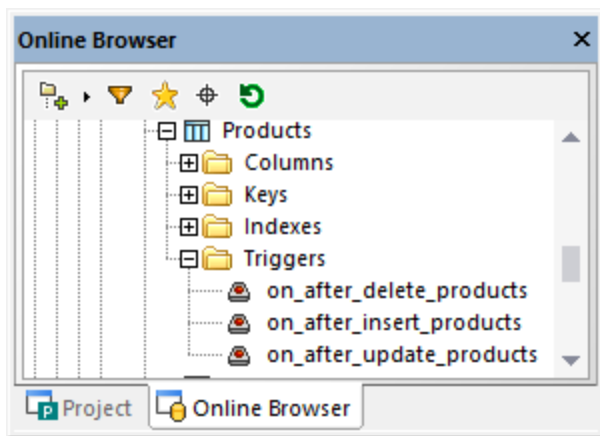 Online Browser
Products
Columns
Keys
Indexes
Triggers
on_after_delete_products
on_after_insert_products
on_after_update_products
Project Online Browser